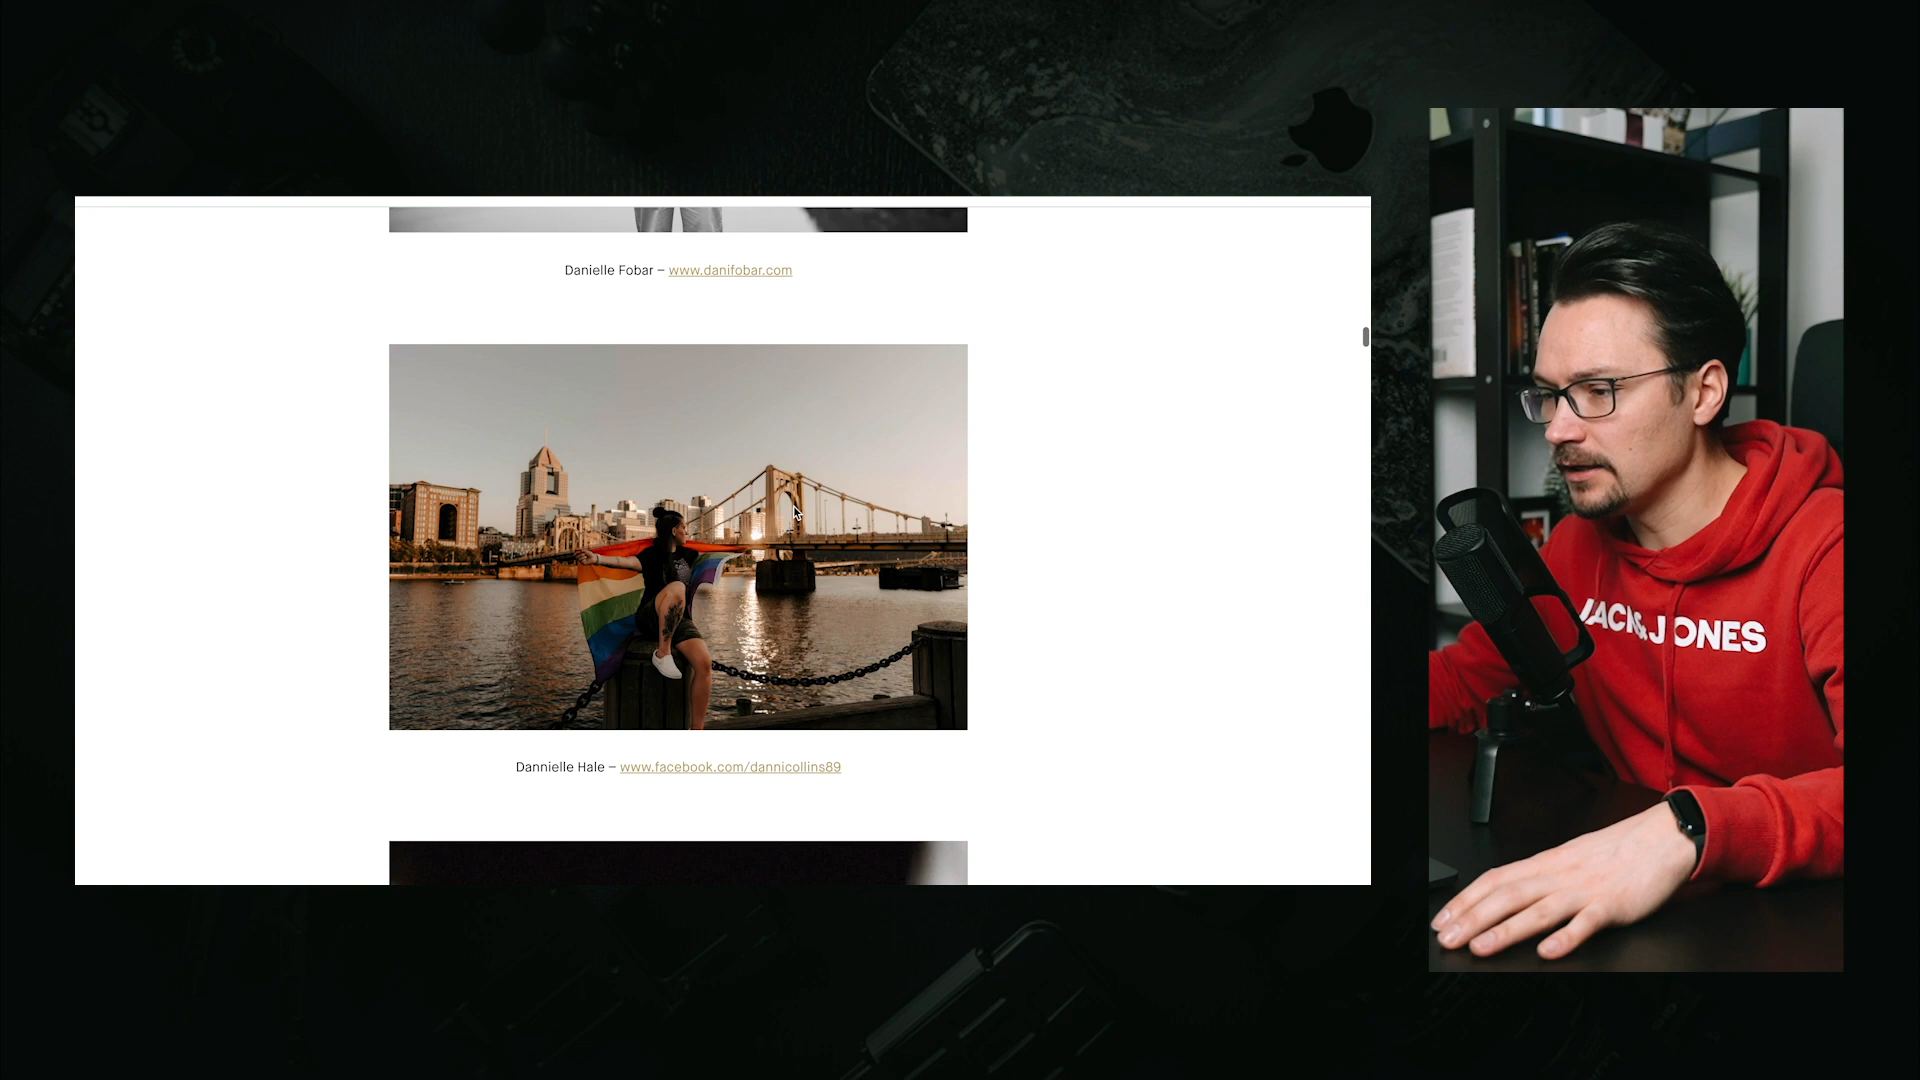 Danielle Fobar – www.danifobar.com
Dannielle Hale – www.facebook.com/dannicollins89
JACK & JONES